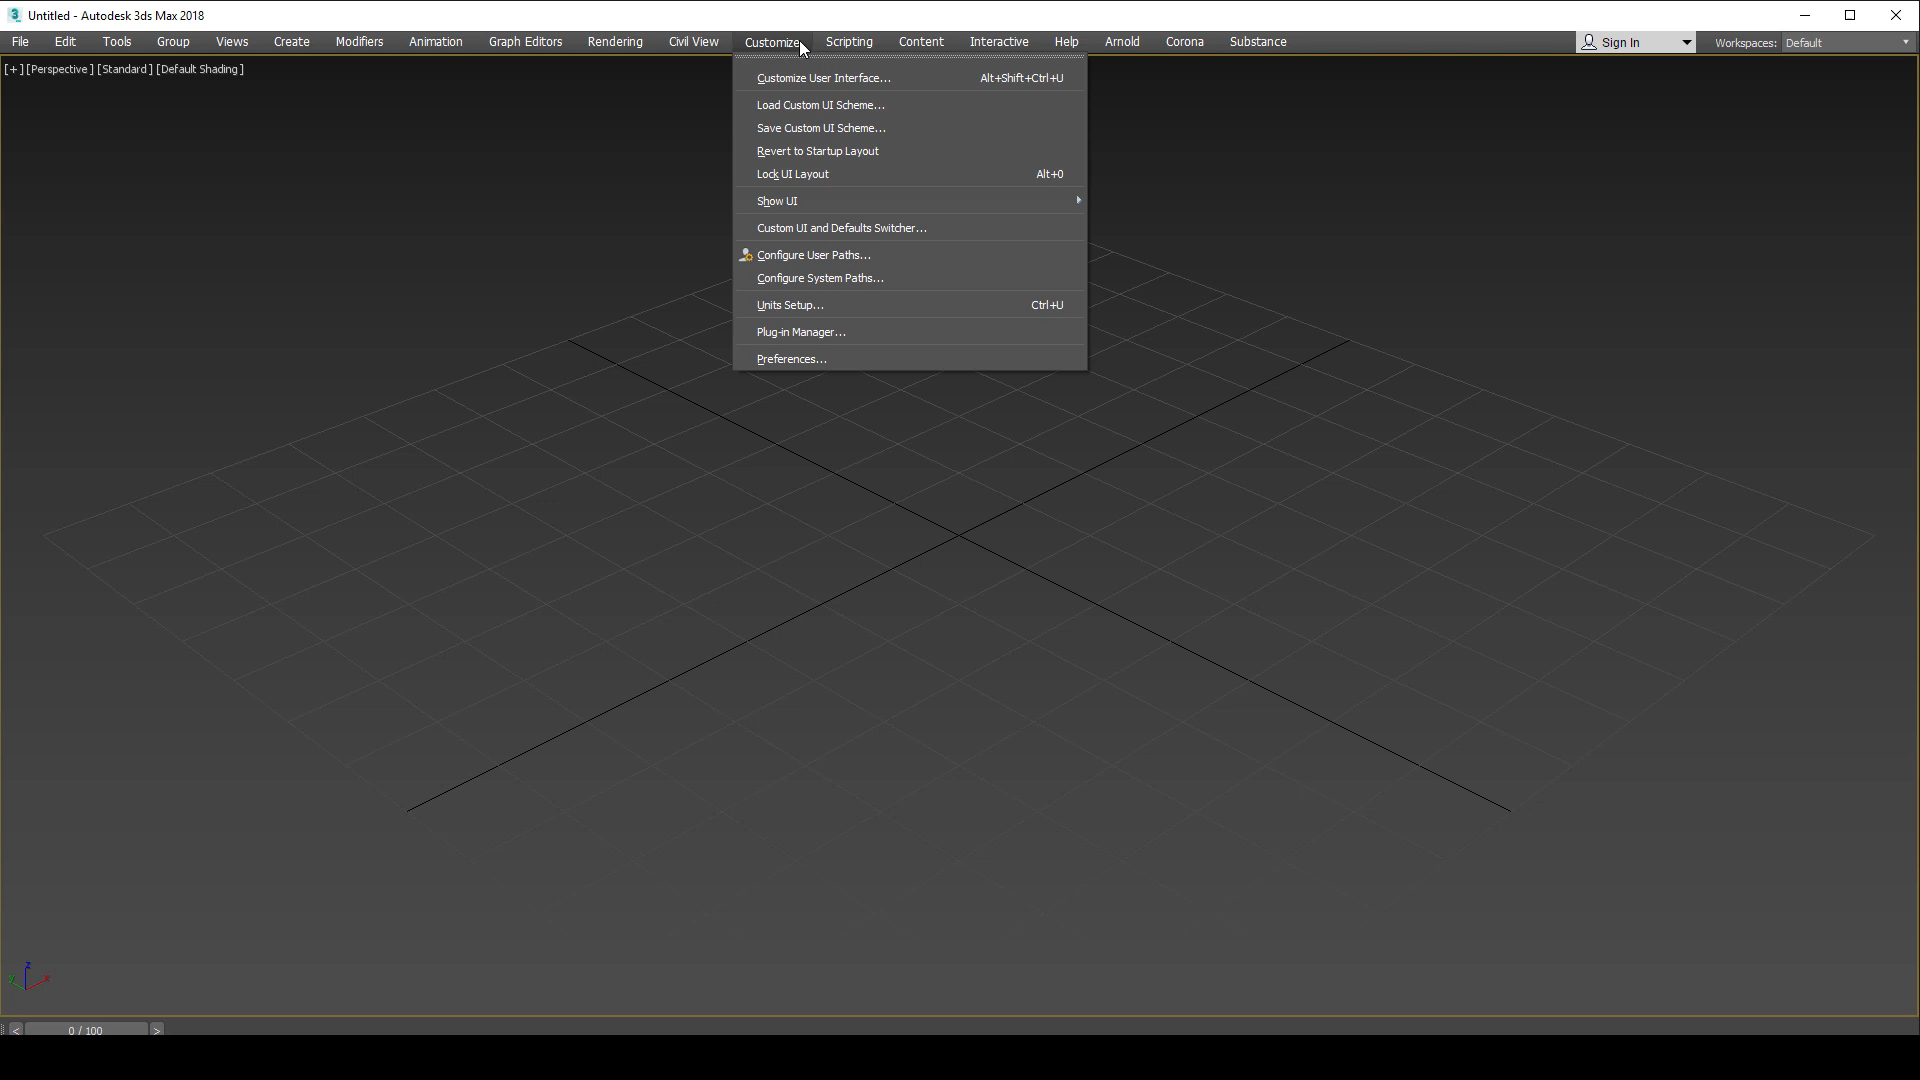 3 Untitled - Autodesk 3ds Max 2018
File Edit Tools Group Views Create Modifiers Animation Graph Editors Rendering Civil View Customize Scripting Content Interactive Help Arnold Corona Substance Sign In Workspaces: Default
[+] [Perspective] [Standard] [Default Shading]
Customize User Interface... Alt+Shift+Ctrl+U
Load Custom UI Scheme...
Save Custom UI Scheme...
Revert to Startup Layout
Lock UI Layout Alt+0
Show UI
Custom UI and Defaults Switcher...
Configure User Paths...
Configure System Paths...
Units Setup... Ctrl+U
Plug-in Manager...
Preferences...
z
y x
< 0 / 100 >